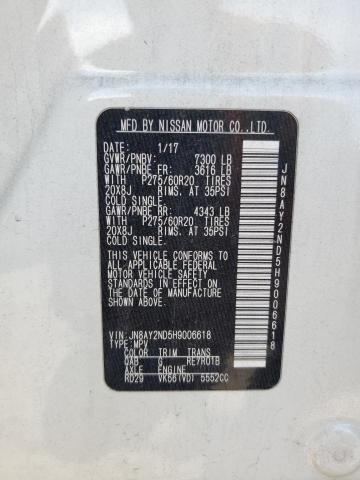 MFD BY NISSAN MOTOR CO.,LTD.
DATE: 1/17
GVWR/PNBV: 7300 LB
GAWR/PNBE FR: 3616 LB
WITH P275/60R20 TIRES
20X8J RIMS, AT 35PSI
COLD SINGLE.
GAWR/PNBE RR: 4343 LB
WITH P275/60R20 TIRES
20X8J RIMS, AT 35PSI
COLD SINGLE.
THIS VEHICLE CONFORMS TO
ALL APPLICABLE FEDERAL
MOTOR VEHICLE SAFETY
STANDARDS IN EFFECT ON
THE DATE OF MANUFACTURE
SHOWN ABOVE.
VIN: JN8AY2ND5H9006618
TYPE: MPV
COLOR TRIM TRANS
QAB G RE7R01B
AXLE ENGINE
RD29 VK56(VD) 5552CC
JN8AY2ND5H9006618